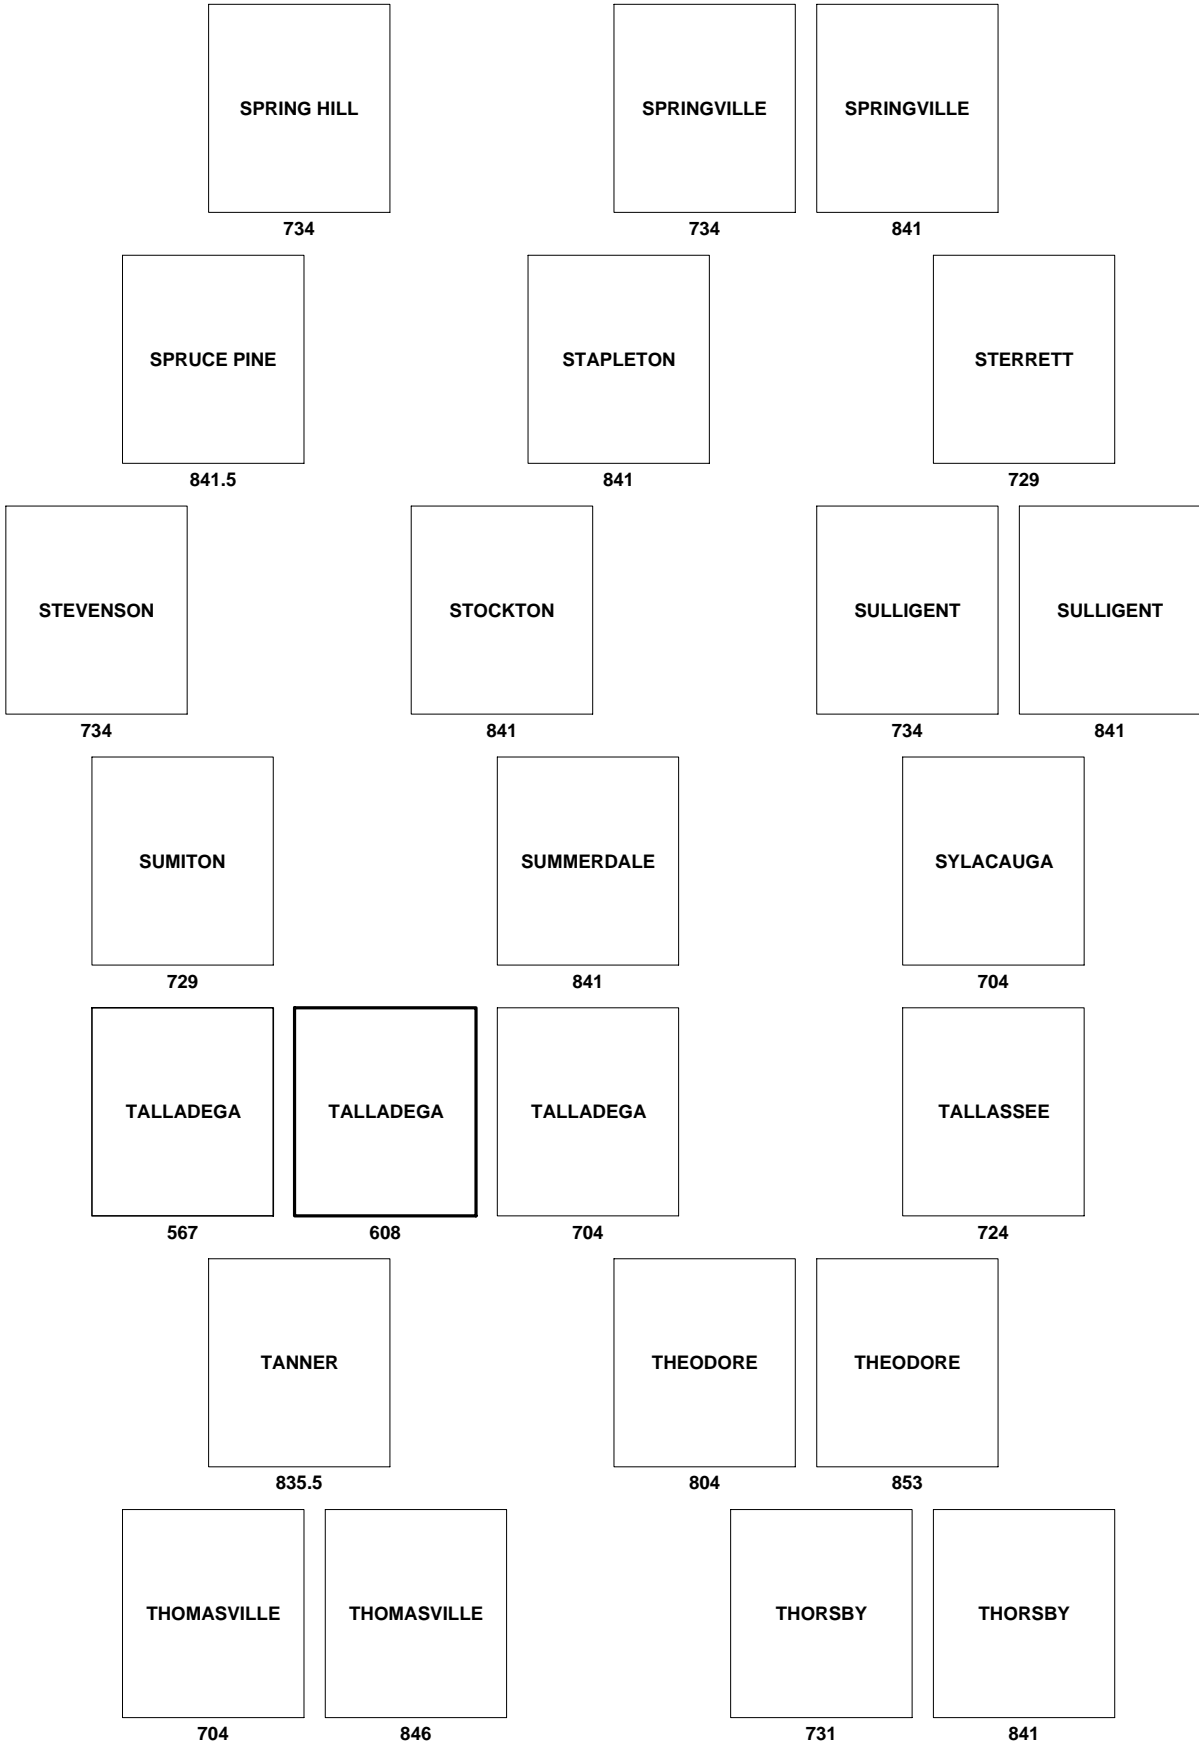 SPRING HILL SPRINGVILLE SPRINGVILLE
734 734 841
SPRUCE PINE STAPLETON STERRETT
841.5 841 729
STEVENSON STOCKTON SULLIGENT SULLIGENT
734 841 734 841
SUMITON SUMMERDALE SYLACAUGA
729 841 704
TALLADEGA TALLADEGA TALLADEGA TALLASSEE
567 608 704 724
TANNER THEODORE THEODORE
835.5 804 853
THOMASVILLE THOMASVILLE THORSBY THORSBY
704 846 731 841